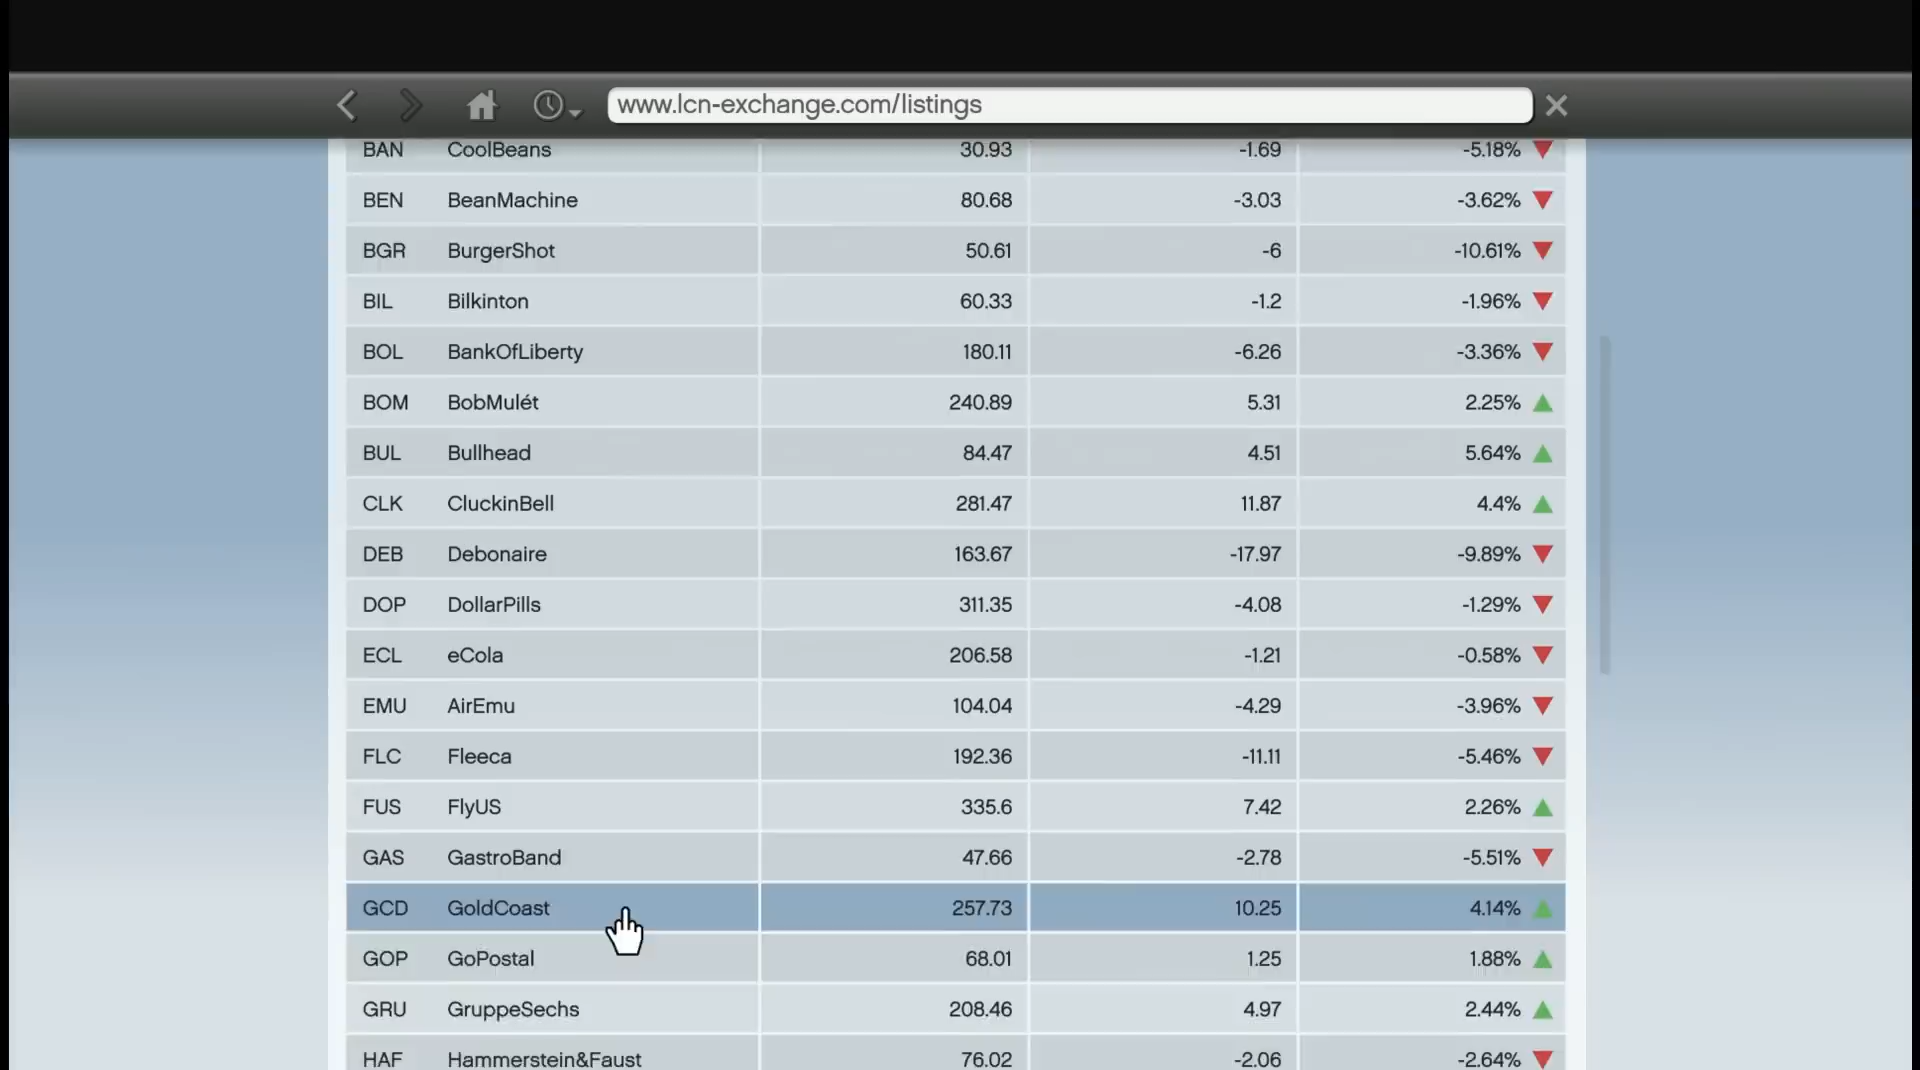 www.lcn-exchange.com/listings
BAN CoolBeans 30.93 -1.69 -5.18%
BEN BeanMachine 80.68 -3.03 -3.62%
BGR BurgerShot 50.61 -6 -10.61%
BIL Bilkinton 60.33 -1.2 -1.96%
BOL BankOfLiberty 180.11 -6.26 -3.36%
BOM BobMulét 240.89 5.31 2.25%
BUL Bullhead 84.47 4.51 5.64%
CLK CluckinBell 281.47 11.87 4.4%
DEB Debonaire 163.67 -17.97 -9.89%
DOP DollarPills 311.35 -4.08 -1.29%
ECL eCola 206.58 -1.21 -0.58%
EMU AirEmu 104.04 -4.29 -3.96%
FLC Fleeca 192.36 -11.11 -5.46%
FUS FlyUS 335.6 7.42 2.26%
GAS GastroBand 47.66 -2.78 -5.51%
GCD GoldCoast 257.73 10.25 4.14%
GOP GoPostal 68.01 1.25 1.88%
GRU GruppeSechs 208.46 4.97 2.44%
HAF Hammerstein&Faust 76.02 -2.06 -2.64%